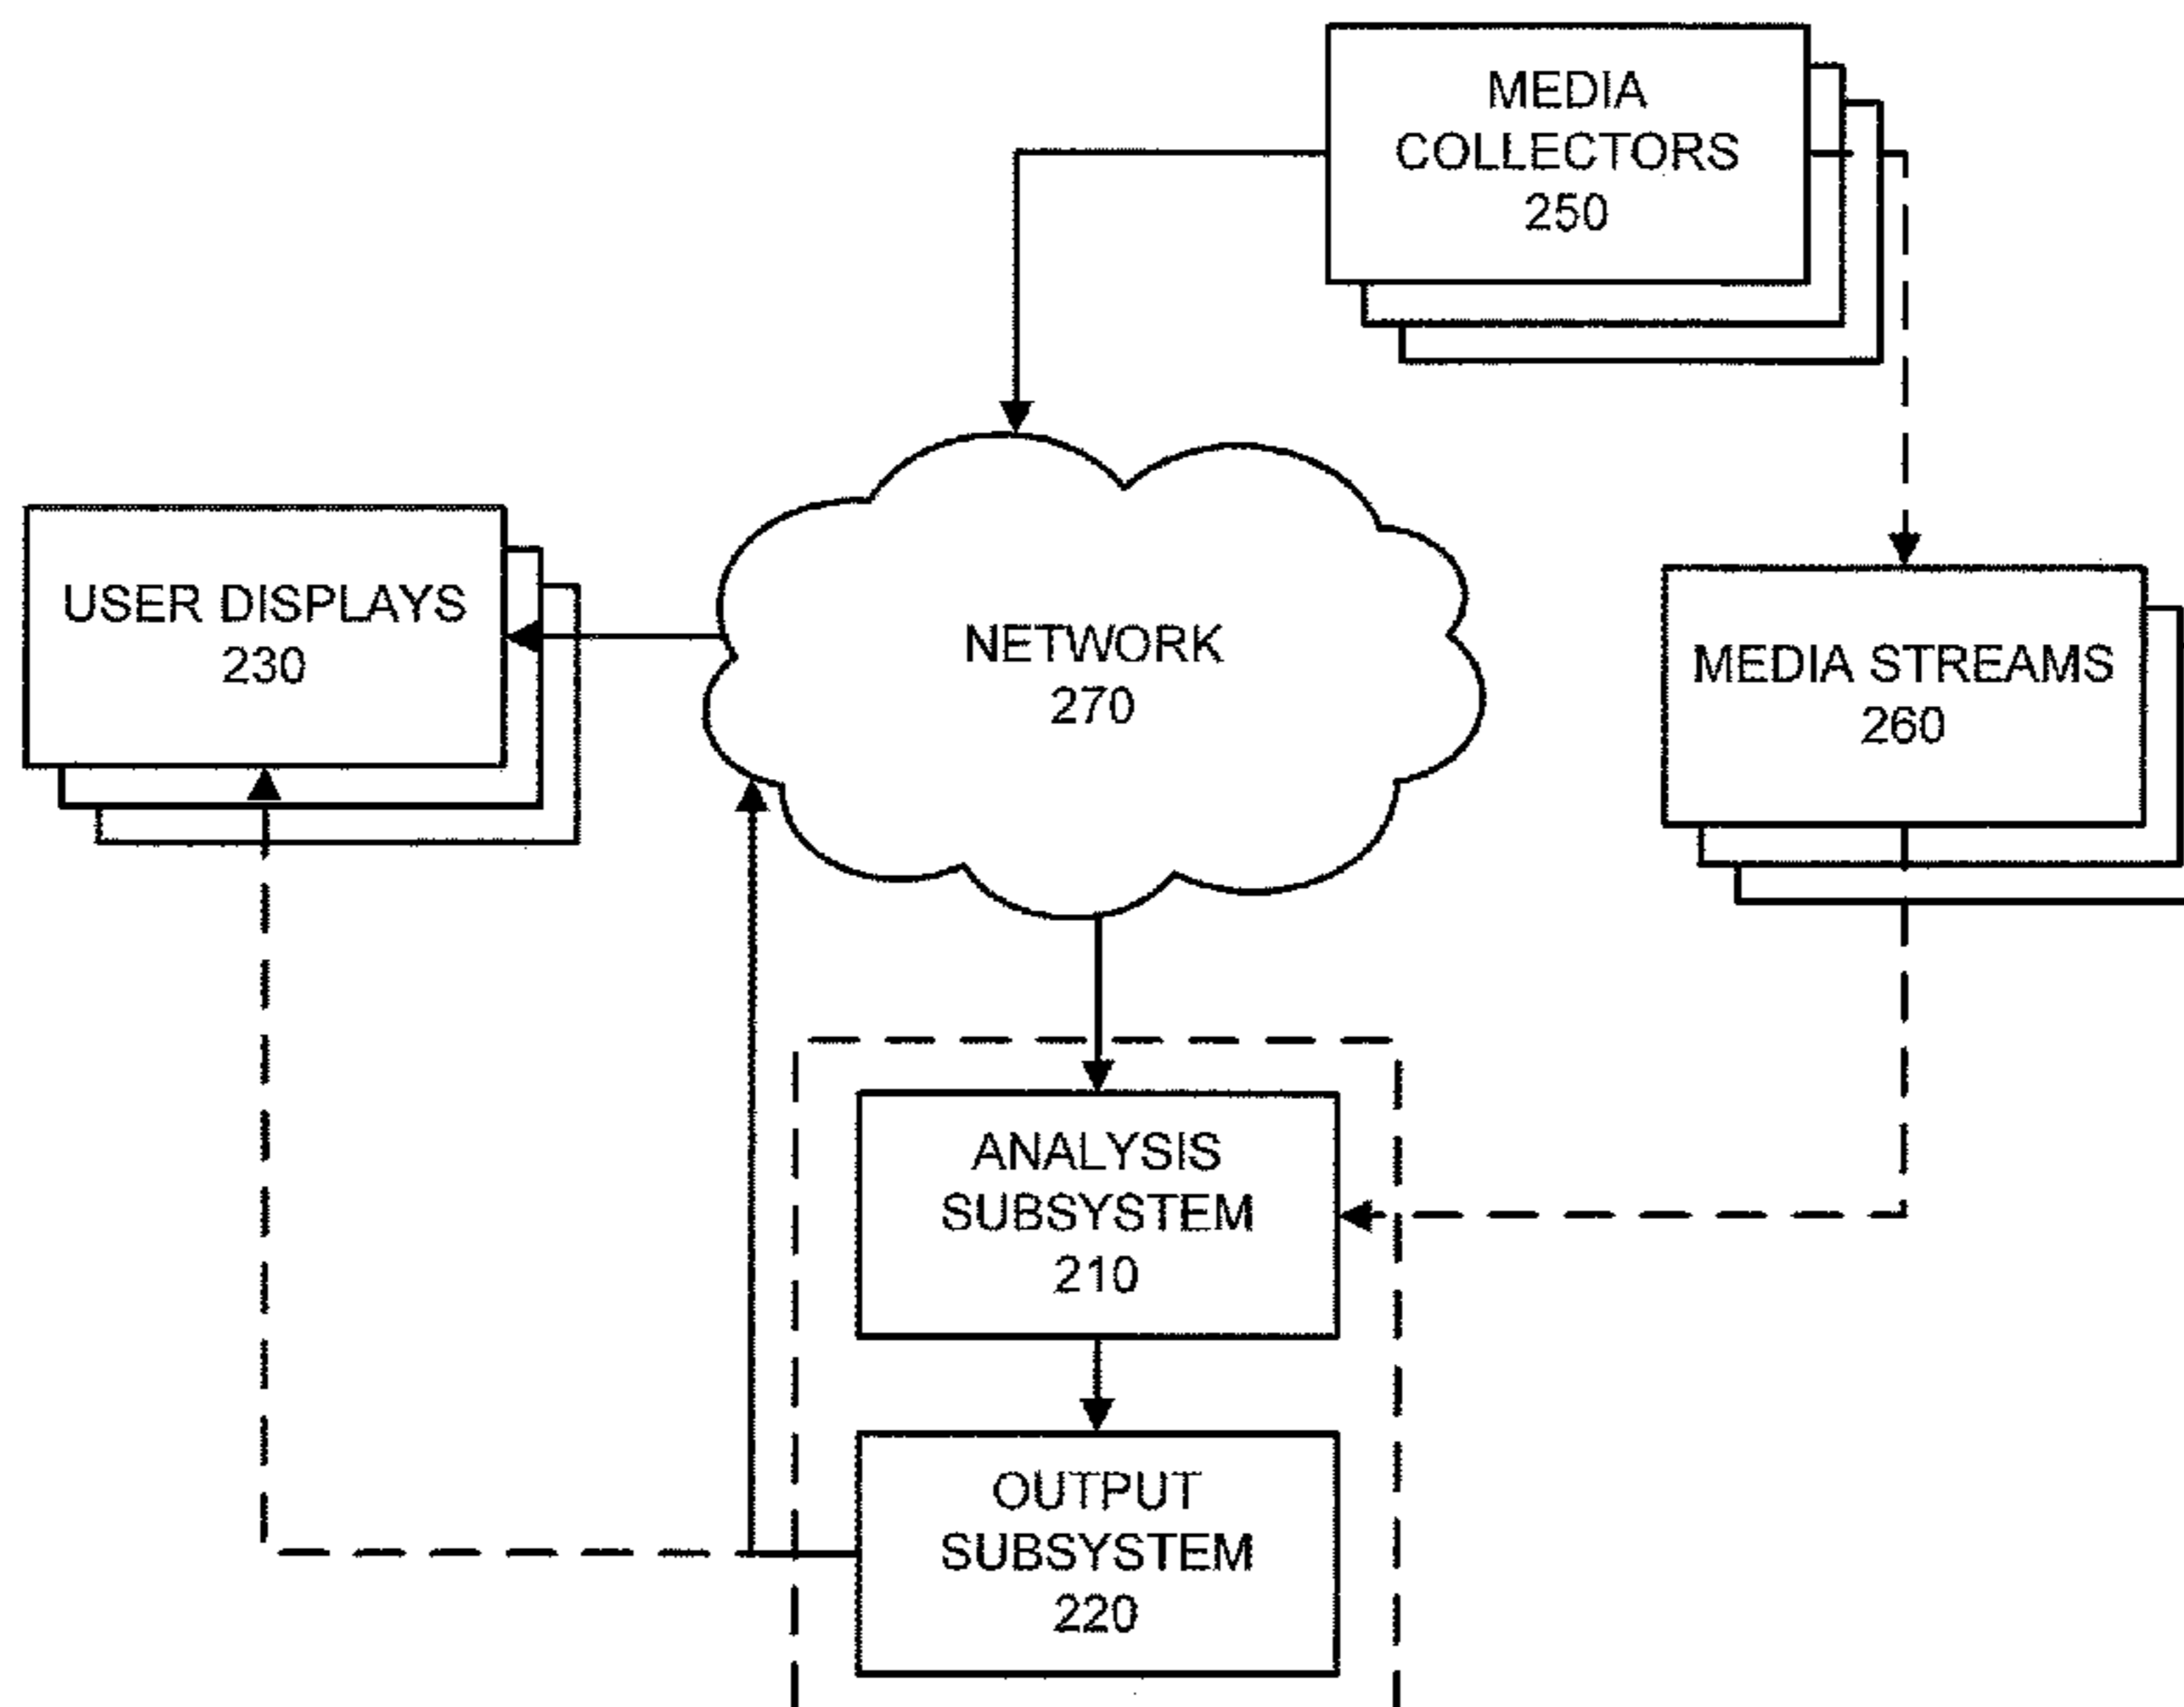 MEDIA
COLLECTORS
250
USER DISPLAYS
230
NETWORK
270
MEDIA STREAMS
260
ANALYSIS
SUBSYSTEM
210
OUTPUT
SUBSYSTEM
220